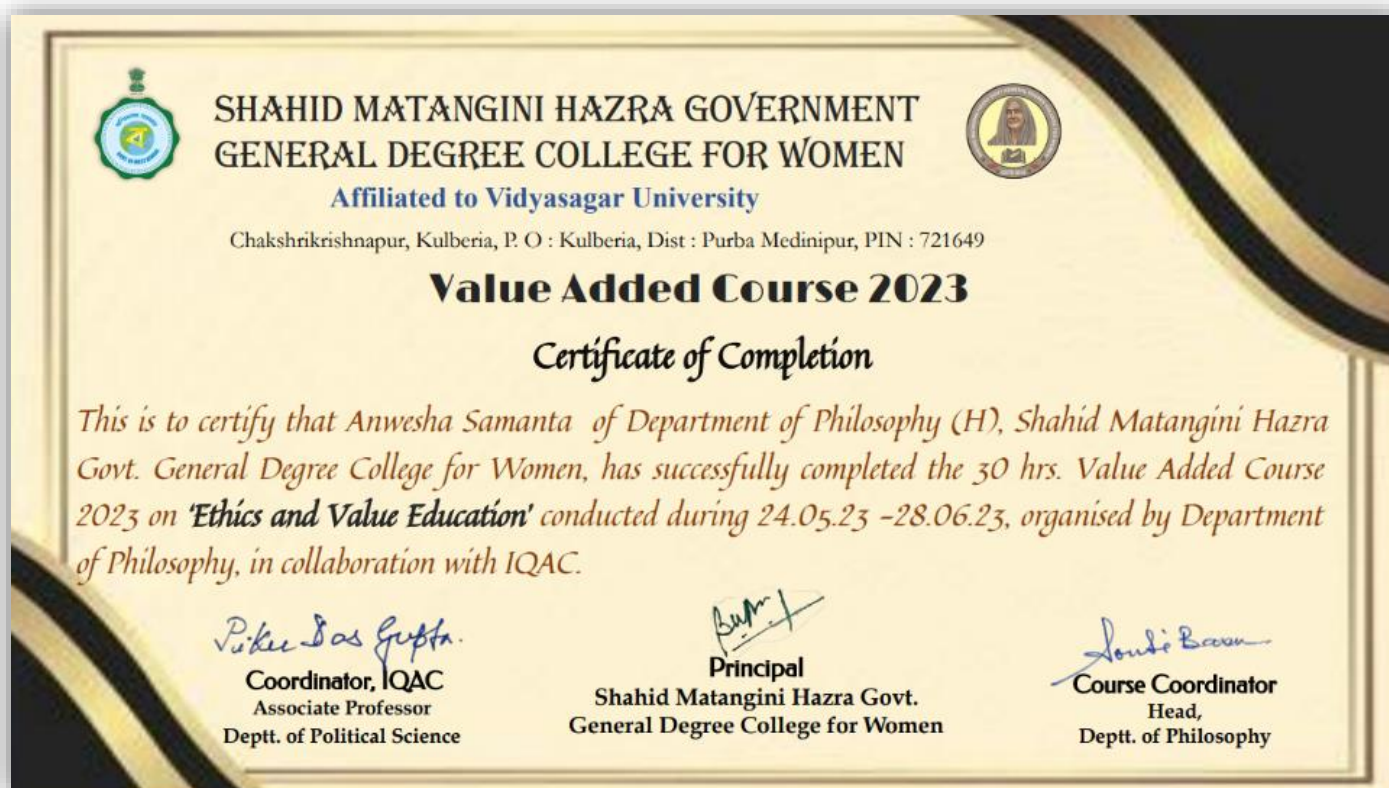 SHAHID MATANGINI HAZRA GOVERNMENT
GENERAL DEGREE COLLEGE FOR WOMEN
Affiliated to Vidyasagar University
Chakshrikrishnapur, Kulberia, P. O : Kulberia, Dist : Purba Medinipur, PIN : 721649
Value Added Course 2023
Certificate of Completion
This is to certify that Anwesha Samanta of Department of Philosophy (H), Shahid Matangini Hazra
Govt. General Degree College for Women, has successfully completed the 30 hrs. Value Added Course
2023 on 'Ethics and Value Education' conducted during 24.05.23 –28.06.23, organised by Department
of Philosophy, in collaboration with IQAC.
Das Gupta.
Coordinator, IQAC
Associate Professor
Deptt. of Political Science
Principal
Shahid Matangini Hazra Govt.
General Degree College for Women
Course Coordinator
Head,
Deptt. of Philosophy